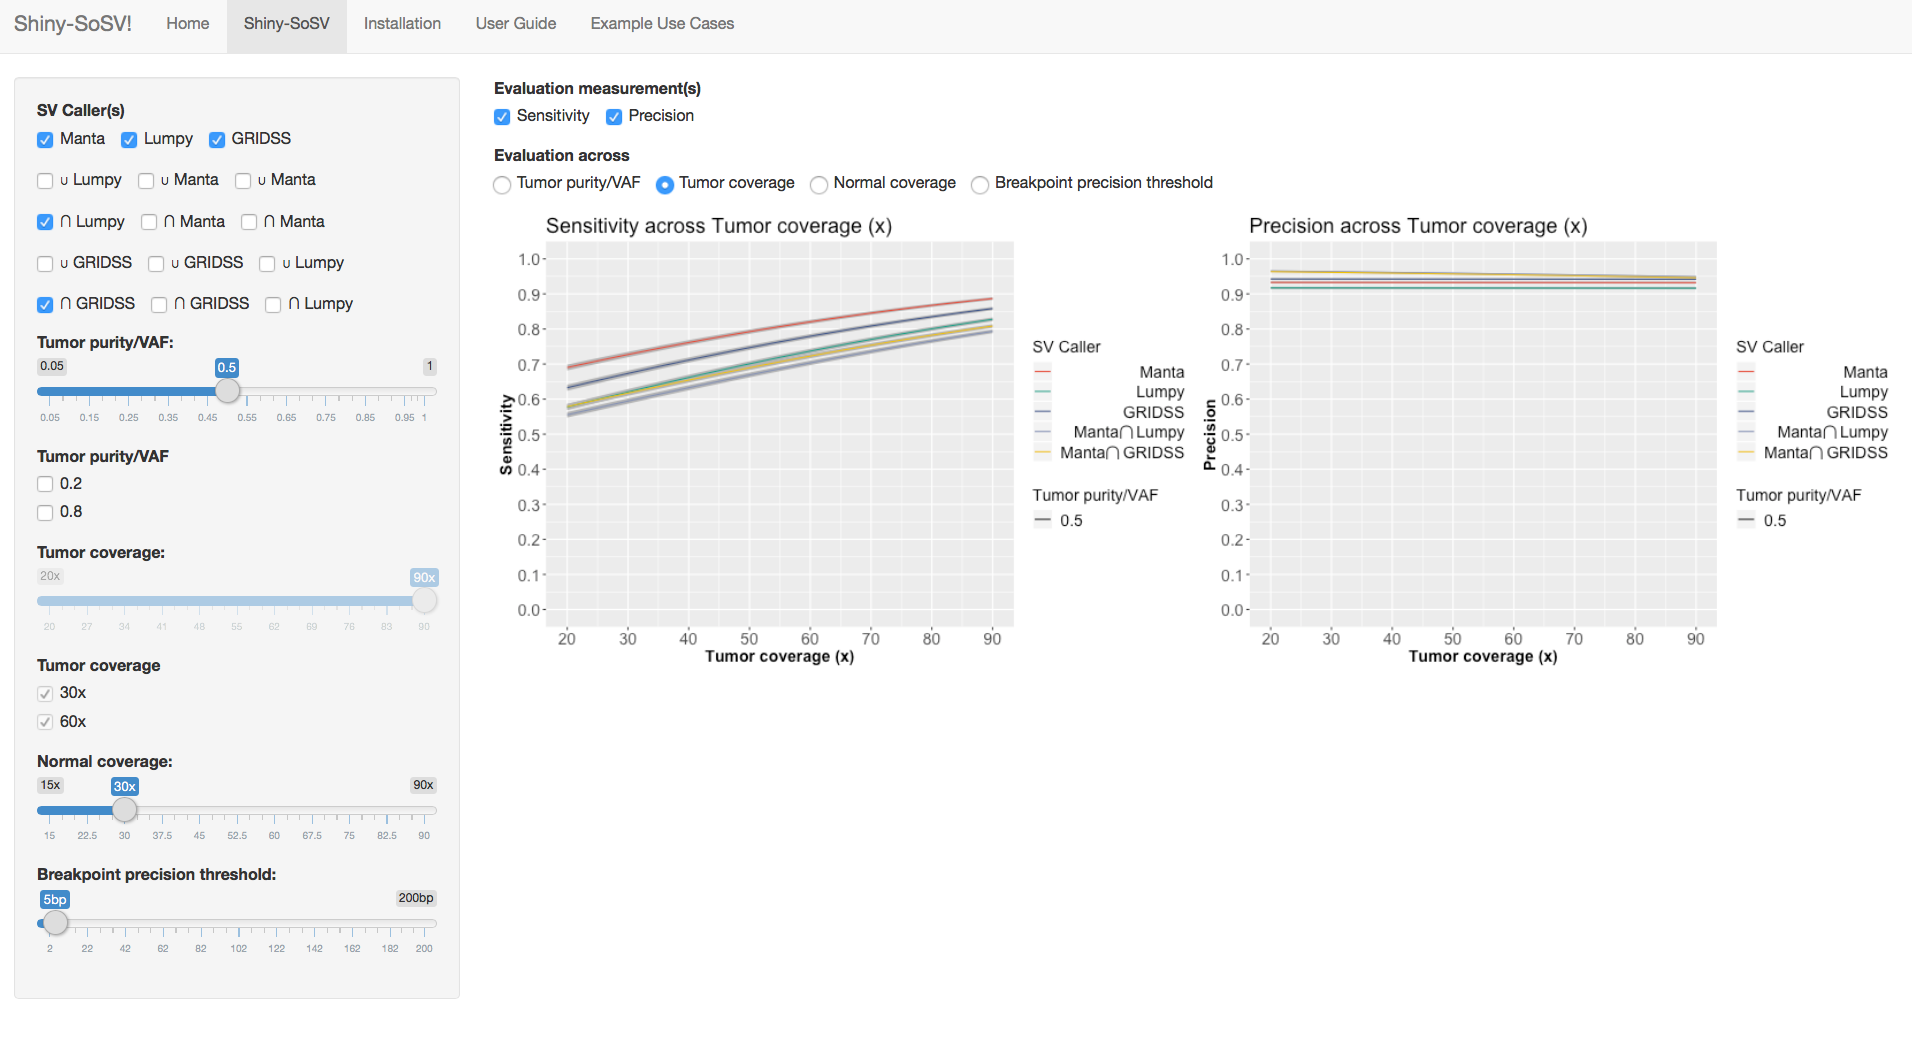 Shiny-SoSV! Home Shiny-SoSV Installation User Guide Example Use Cases
SV Caller(s)
Manta Lumpy GRIDSS
∪ Lumpy ∪ Manta ∪ Manta
∩ Lumpy ∩ Manta ∩ Manta
∪ GRIDSS ∪ GRIDSS ∪ Lumpy
∩ GRIDSS ∩ GRIDSS ∩ Lumpy
Tumor purity/VAF:
0.05 0.5 1
0.05 0.15 0.25 0.35 0.45 0.55 0.65 0.75 0.85 0.95 1
Tumor purity/VAF
0.2
0.8
Tumor coverage:
20x 90x
20 27 34 41 48 55 62 69 76 83 90
Tumor coverage
30x
60x
Normal coverage:
15x 30x 90x
15 22.5 30 37.5 45 52.5 60 67.5 75 82.5 90
Breakpoint precision threshold:
5bp 200bp
2 22 42 62 82 102 122 142 162 182 200
Evaluation measurement(s)
Sensitivity Precision
Evaluation across
Tumor purity/VAF Tumor coverage Normal coverage Breakpoint precision threshold
Sensitivity across Tumor coverage (x)
1.0
0.9
0.8
0.7
0.6
0.5
0.4
0.3
0.2
0.1
0.0
Sensitivity
20 30 40 50 60 70 80 90
Tumor coverage (x)
SV Caller
Manta
Lumpy
GRIDSS
Manta∩Lumpy
Manta∩GRIDSS
Tumor purity/VAF
0.5
Precision across Tumor coverage (x)
1.0
0.9
0.8
0.7
0.6
0.5
0.4
0.3
0.2
0.1
0.0
Precision
20 30 40 50 60 70 80 90
Tumor coverage (x)
SV Caller
Manta
Lumpy
GRIDSS
Manta∩Lumpy
Manta∩GRIDSS
Tumor purity/VAF
0.5